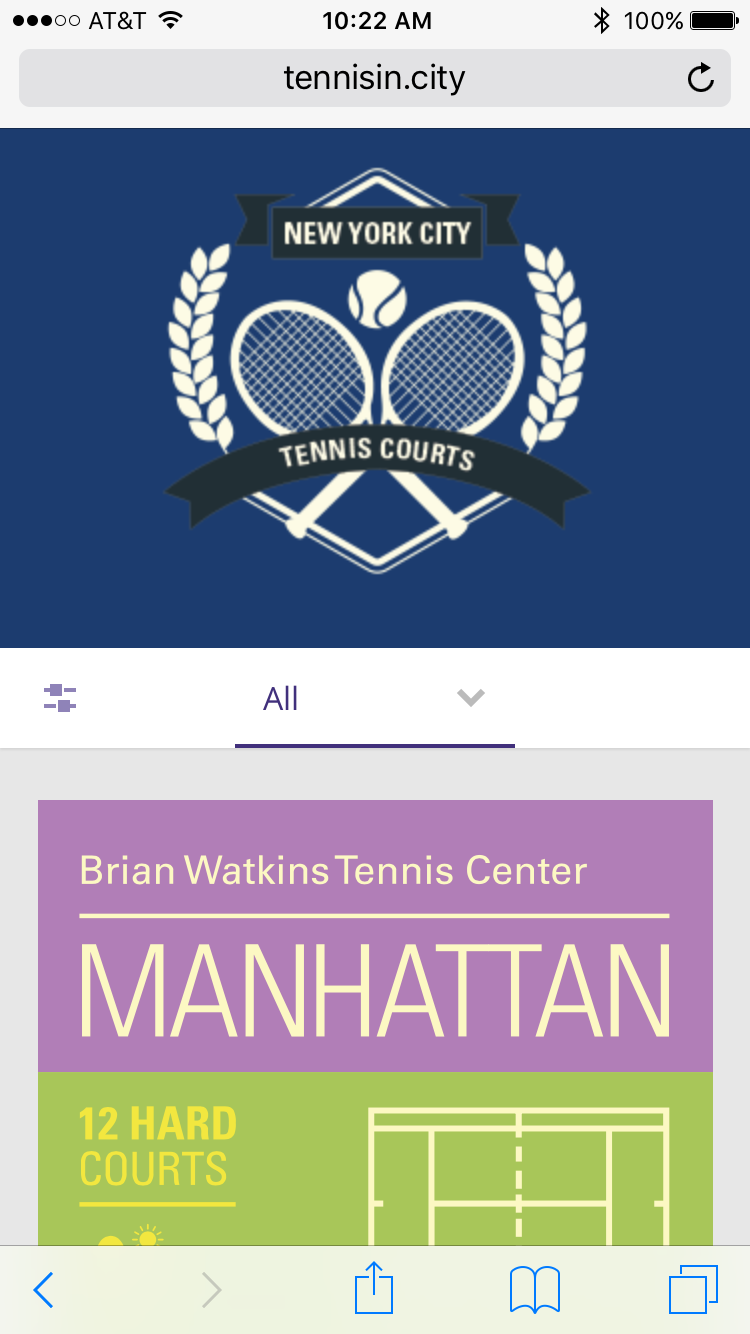 AT&T 10:22 AM 100%
tennisin.city
NEW YORK CITY
TENNIS COURTS
All
Brian Watkins Tennis Center
MANHATTAN
12 HARD
COURTS